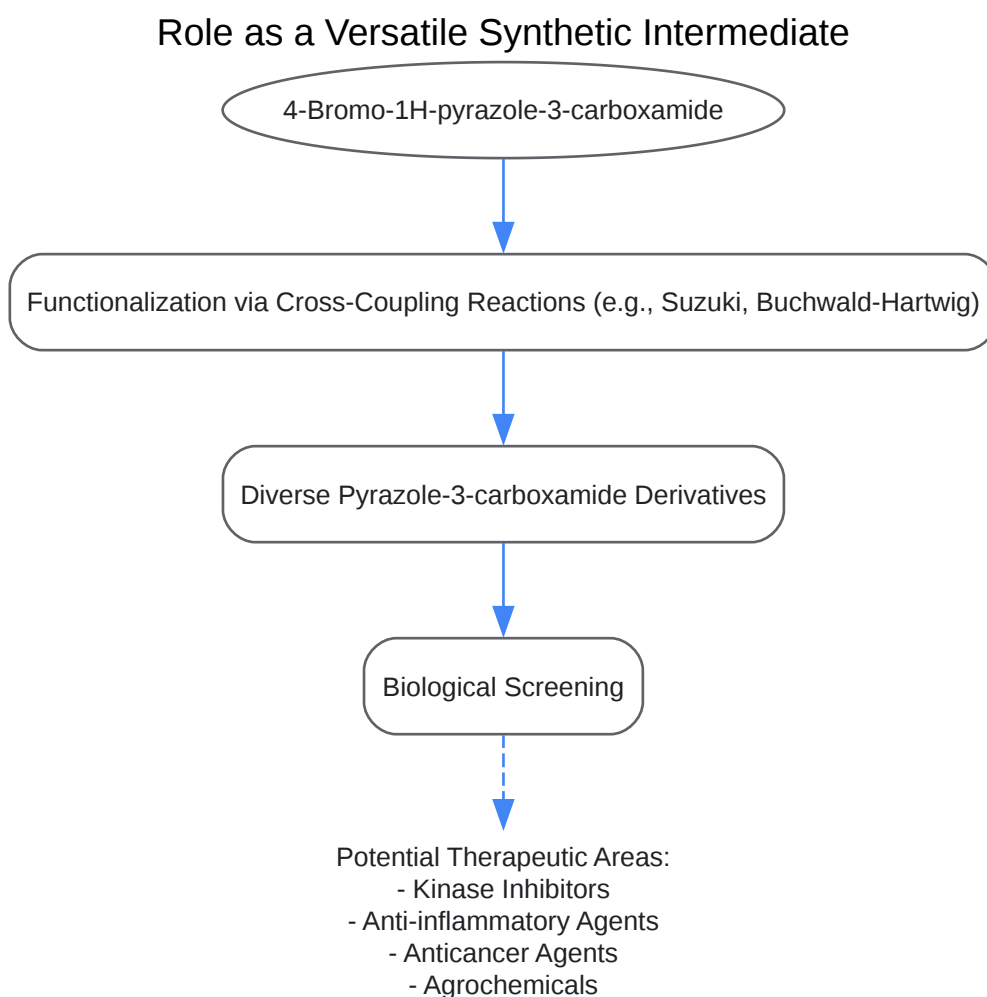 Role as a Versatile Synthetic Intermediate
4-Bromo-1H-pyrazole-3-carboxamide
Functionalization via Cross-Coupling Reactions (e.g., Suzuki, Buchwald-Hartwig)
Diverse Pyrazole-3-carboxamide Derivatives
Biological Screening
Potential Therapeutic Areas:
- Kinase Inhibitors
- Anti-inflammatory Agents
- Anticancer Agents
- Agrochemicals